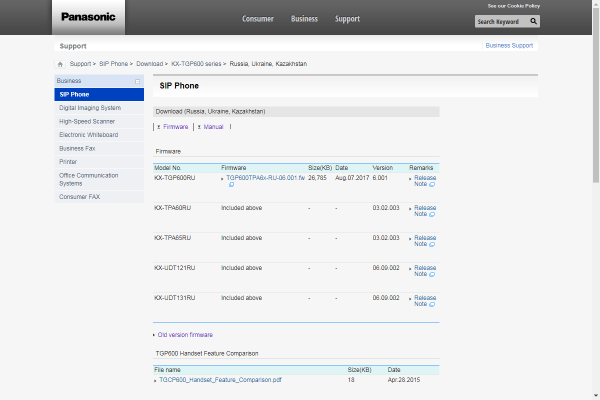 See our Cookie Policy
Panasonic
Consumer Business Support
Search Keyword
Support
Business Support
Support > SIP Phone > Download > KX-TGP600 series > Russia, Ukraine, Kazakhstan
Business
SIP Phone
Digital Imaging System
High-Speed Scanner
Electronic Whiteboard
Business Fax
Printer
Office Communication
Systems
Consumer FAX
SIP Phone
Download (Russia, Ukraine, Kazakhstan)
Firmware Manual
Firmware
Model No. Firmware Size(KB) Date Version Remarks
KX-TGP600RU TGP600TPA6x-RU-06.001.fw 26,785 Aug.07.2017 6.001 Release
Note
KX-TPA60RU Included above - - 03.02.003 Release
Note
KX-TPA65RU Included above - - 03.02.003 Release
Note
KX-UDT121RU Included above - - 06.09.002 Release
Note
KX-UDT131RU Included above - - 06.09.002 Release
Note
Old version firmware
TGP600 Handset Feature Comparison
File name Size(KB) Date
TGCP600_Handset_Feature_Comparison.pdf 18 Apr.28.2015